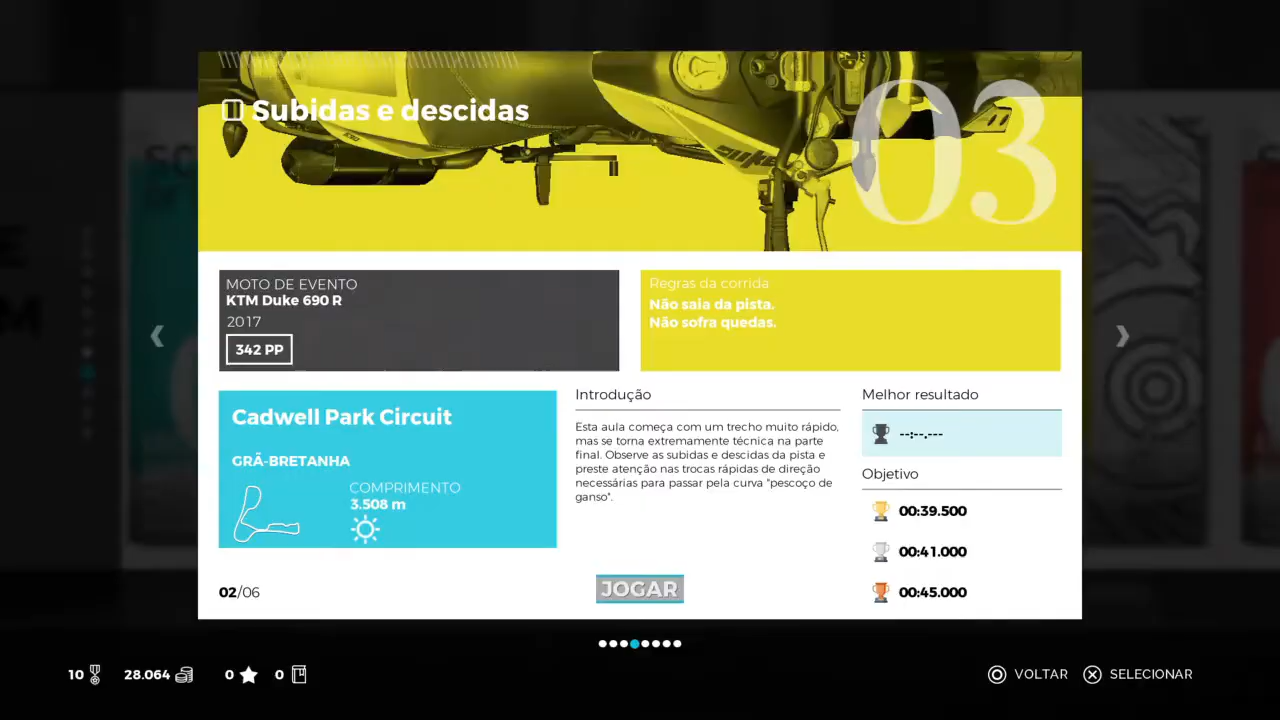 Subidas e descidas
03
MOTO DE EVENTO
KTM Duke 690 R
2017
342 PP
Regras da corrida
Não saia da pista.
Não sofra quedas.
Cadwell Park Circuit
GRÃ-BRETANHA
COMPRIMENTO
3.508 m
Introdução
Esta aula começa com um trecho muito rápido,
mas se torna extremamente técnica na parte
final. Observe as subidas e descidas da pista e
preste atenção nas trocas rápidas de direção
necessárias para passar pela curva "pescoço de
ganso".
Melhor resultado
--:--.---
Objetivo
00:39.500
00:41.000
00:45.000
02/06
JOGAR
10
28.064
0
0
VOLTAR
SELECIONAR